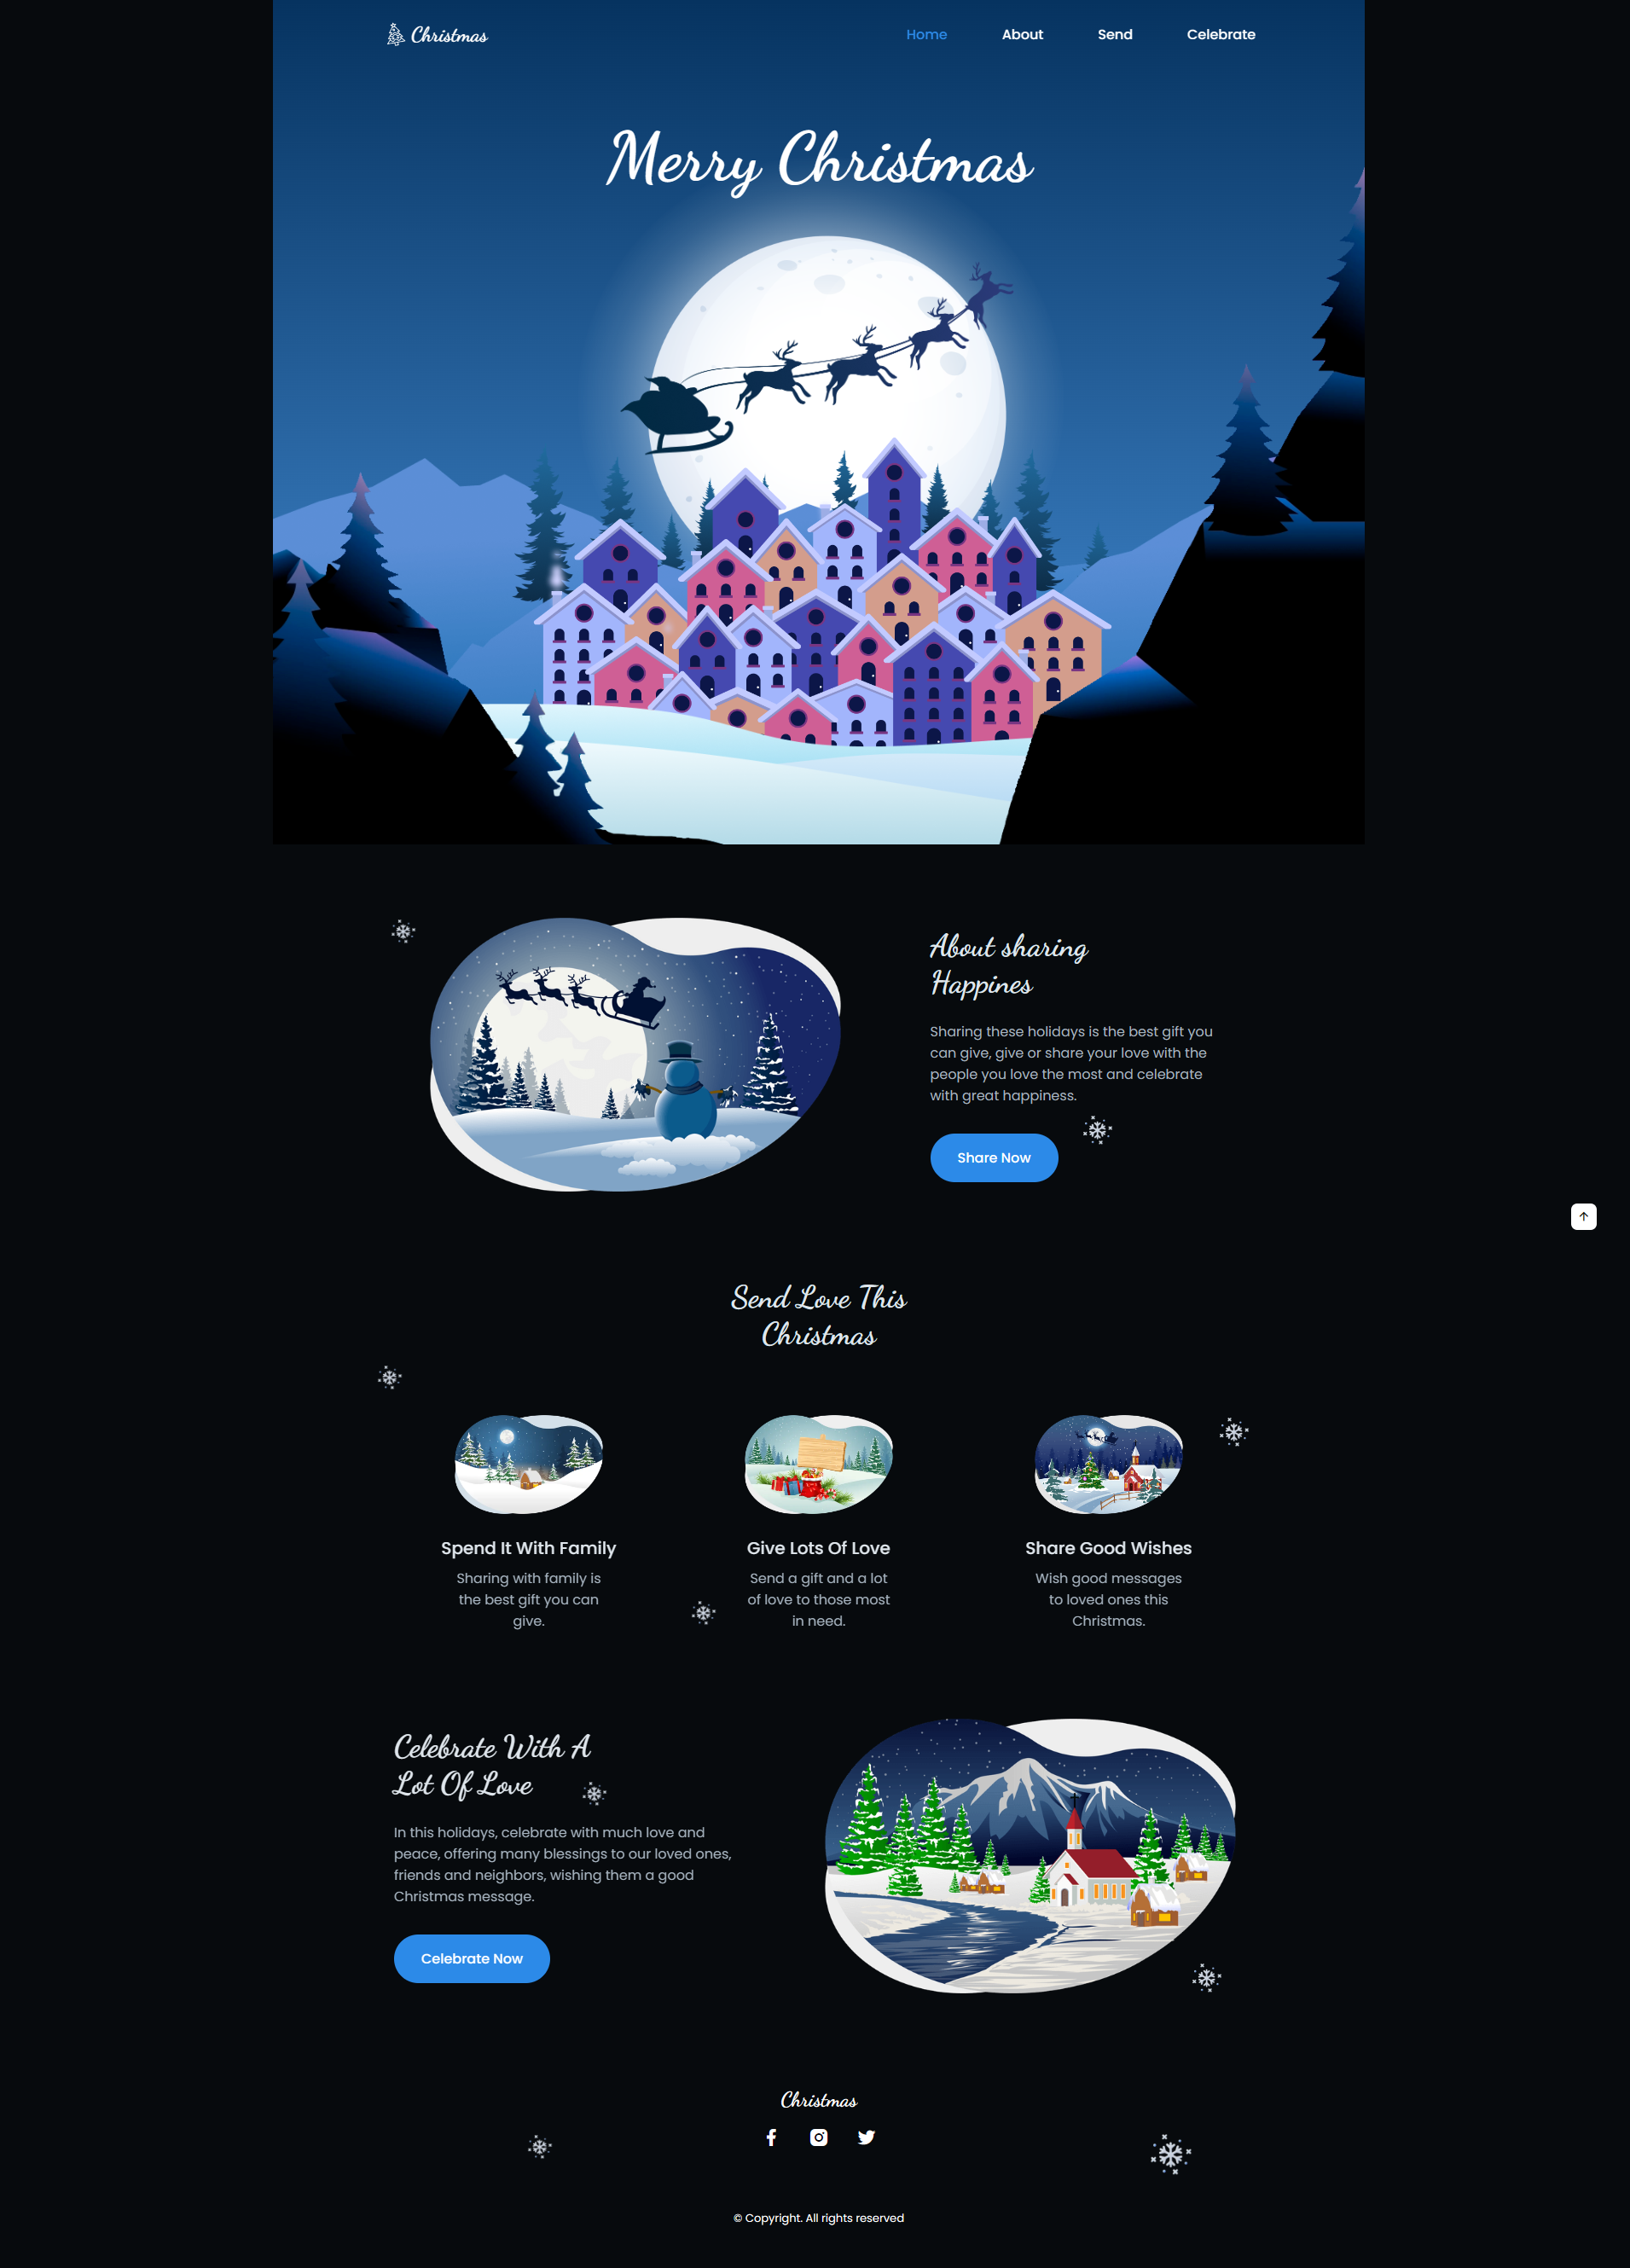 Christmas
Home About Send Celebrate
Merry Christmas
About sharing
Happines
Sharing these holidays is the best gift you
can give, give or share your love with the
people you love the most and celebrate
with great happiness.
Share Now
Send Love This
Christmas
Spend It With Family
Sharing with family is
the best gift you can
give.
Give Lots Of Love
Send a gift and a lot
of love to those most
in need.
Share Good Wishes
Wish good messages
to loved ones this
Christmas.
Celebrate With A
Lot Of Love
In this holidays, celebrate with much love and
peace, offering many blessings to our loved ones,
friends and neighbors, wishing them a good
Christmas message.
Celebrate Now
Christmas
© Copyright. All rights reserved